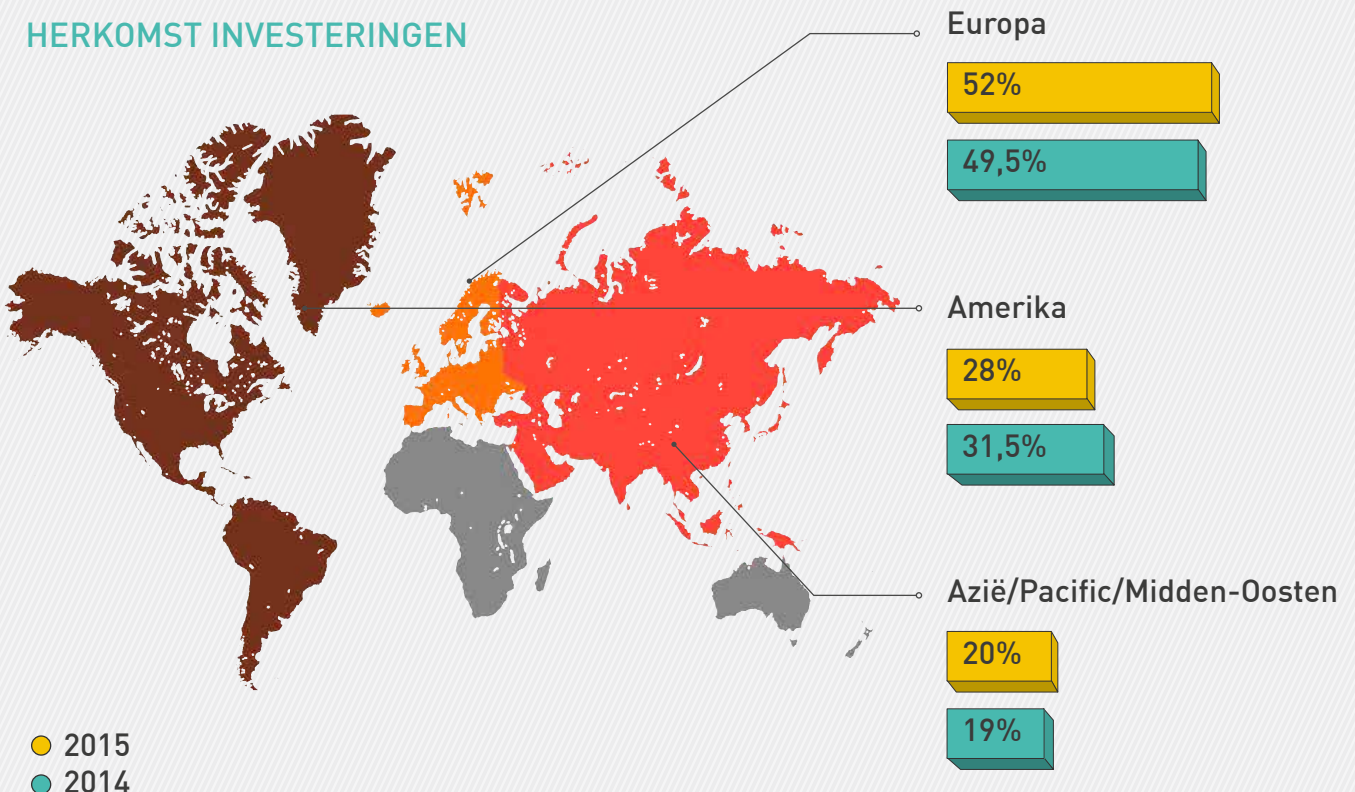 HERKOMST INVESTERINGEN
Europa
52%
49,5%
Amerika
28%
31,5%
Azië/Pacific/Midden-Oosten
20%
19%
2015
2014